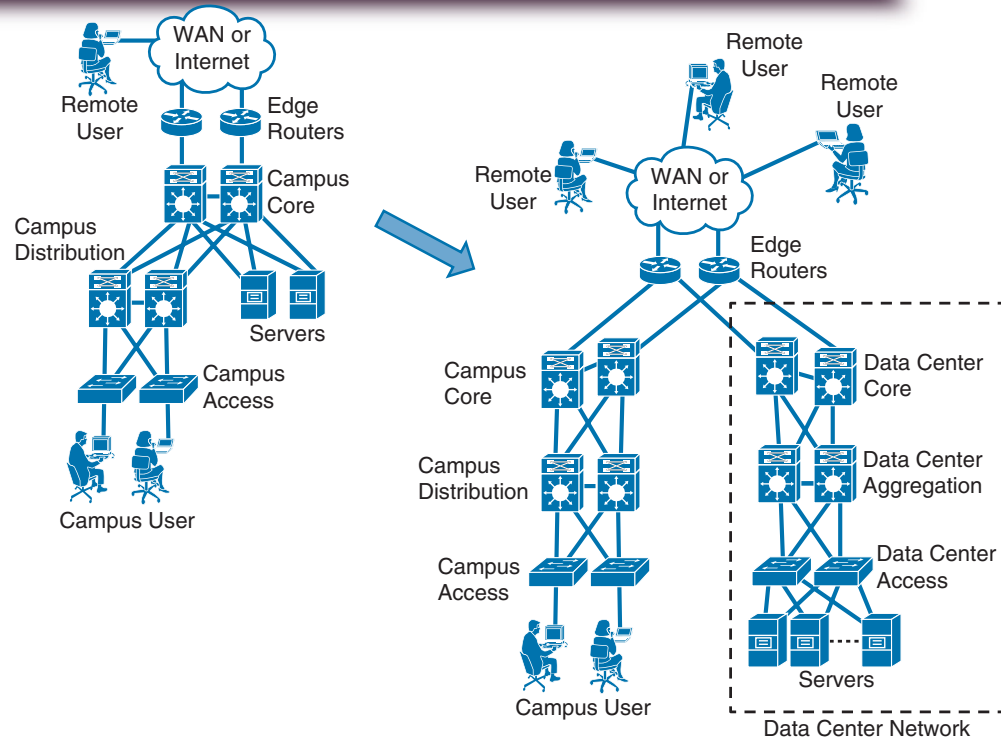 WAN or
Internet
Remote
User
Edge
Routers
Campus
Core
Campus
Distribution
Servers
Campus
Access
Campus User
Remote
User
Remote
User
Remote
User
WAN or
Internet
Edge
Routers
Campus
Core
Data Center
Core
Campus
Distribution
Data Center
Aggregation
Campus
Access
Data Center
Access
Servers
Campus User
Data Center Network